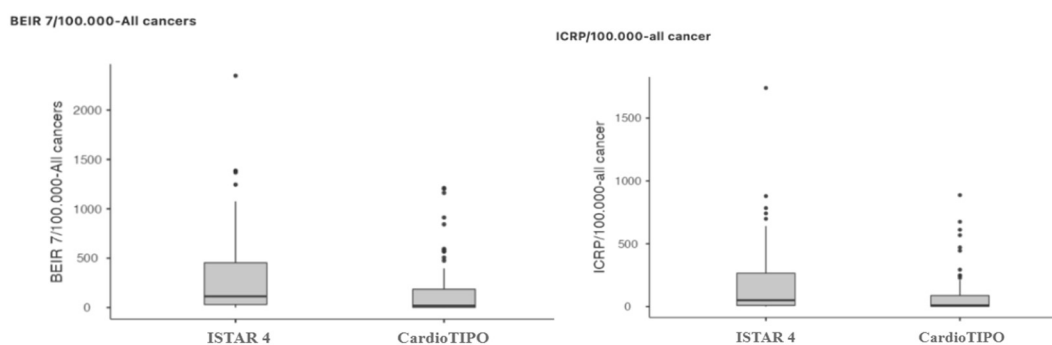 BEIR 7/100.000-All cancers
BEIR 7/100.000-All cancers
2000
1500
1000
500
0
ISTAR 4
CardioTIPO
ICRP/100.000-all cancer
ICRP/100.000-all cancer
1500
1000
500
0
ISTAR 4
CardioTIPO